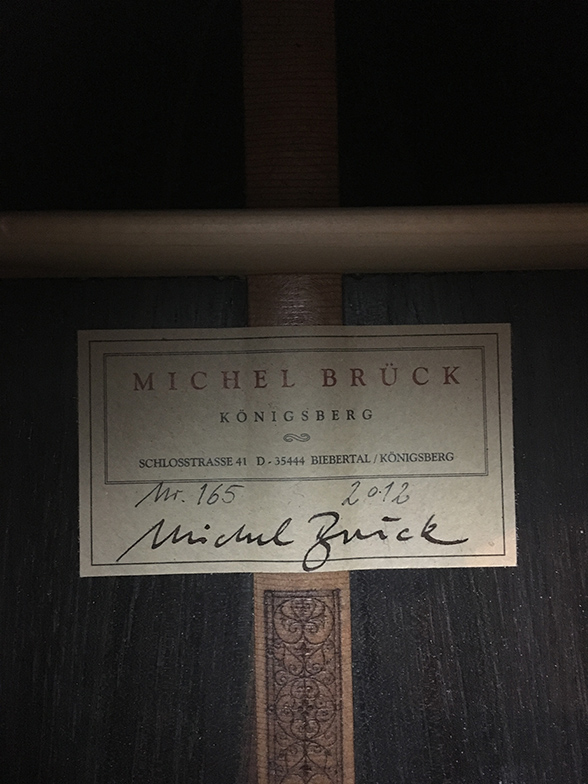 MICHEL BRÜCK
KÖNIGSBERG
SCHLOSSTRASSE 41 D - 35444 BIEBERTAL / KÖNIGSBERG
Nr. 165 2012
Michel Brück